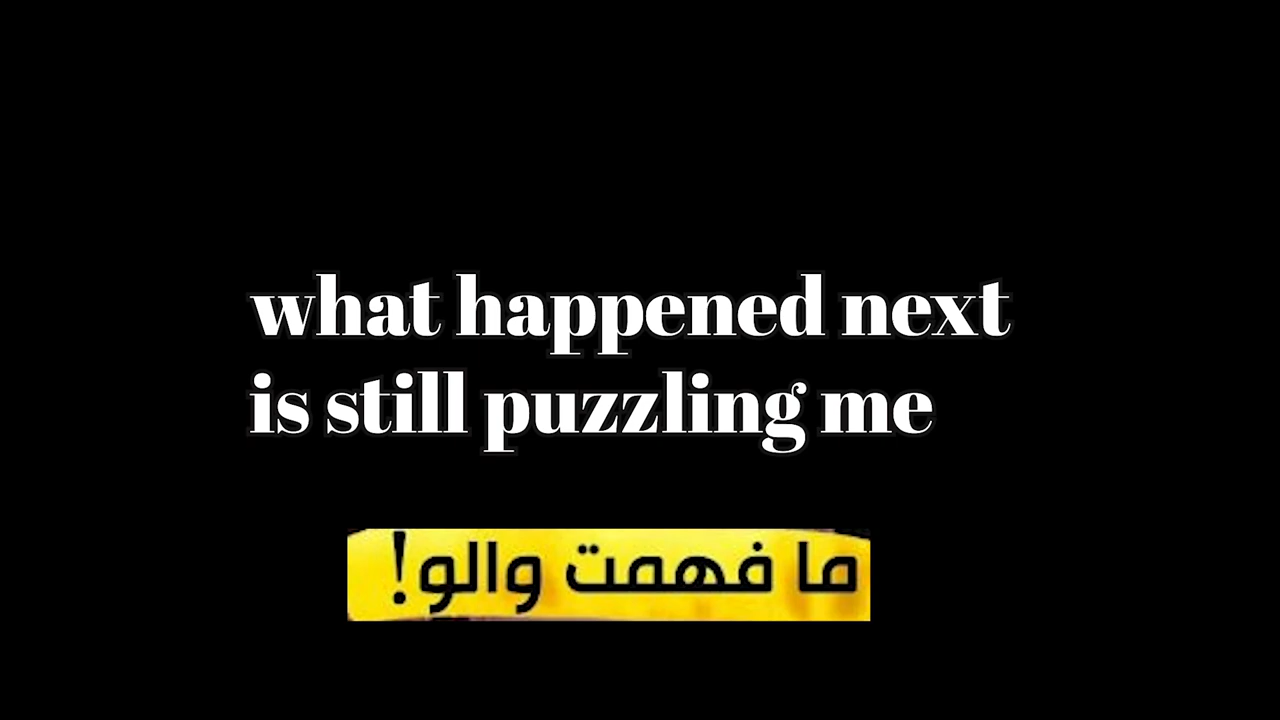 what happened next
is still puzzling me
ما فهمت والو!